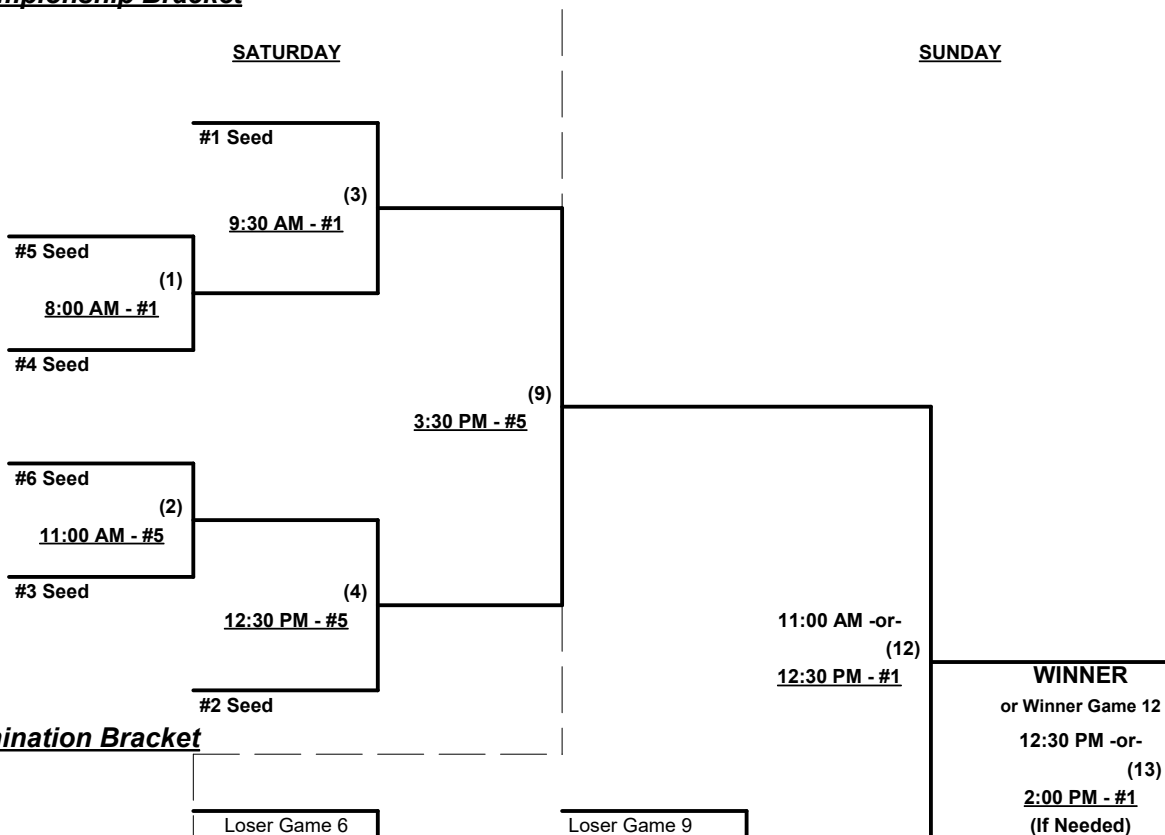 mpionship Bracket
SATURDAY
SUNDAY
#1 Seed
(3)
9:30 AM - #1
#5 Seed
(1)
8:00 AM - #1
#4 Seed
(9)
3:30 PM - #5
#6 Seed
(2)
11:00 AM - #5
#3 Seed
(4)
12:30 PM - #5
#2 Seed
11:00 AM -or-
(12)
12:30 PM - #1
WINNER
or Winner Game 12
12:30 PM -or-
(13)
2:00 PM - #1
(If Needed)
ination Bracket
Loser Game 6
Loser Game 9